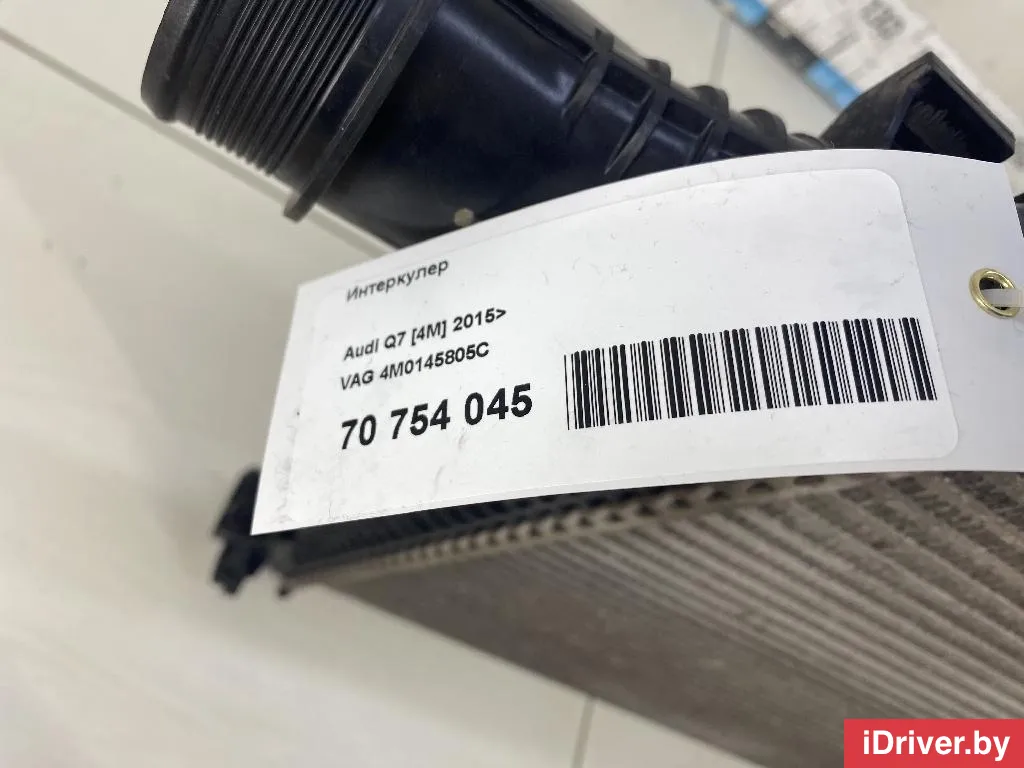 Интеркулер
Audi Q7 [4M] 2015>
VAG 4M0145805C
70 754 045
iDriver.by